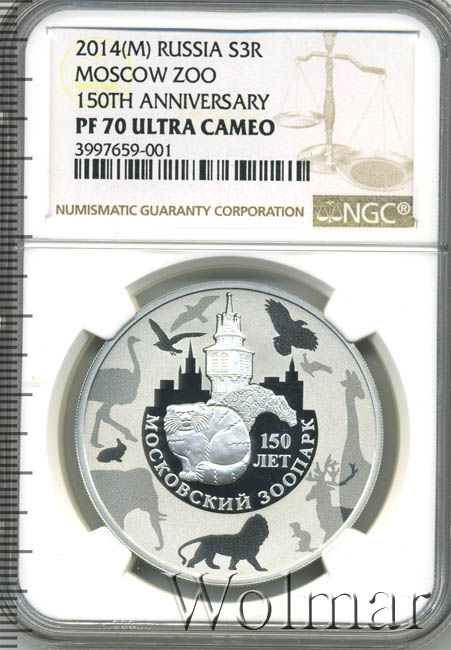 2014(M) RUSSIA S3R
MOSCOW ZOO
150TH ANNIVERSARY
PF 70 ULTRA CAMEO
3997659-001
NUMISMATIC GUARANTY CORPORATION
NGC®
150
ЛЕТ
МОСКОВСКИЙ ЗООПАРК
Wolmar